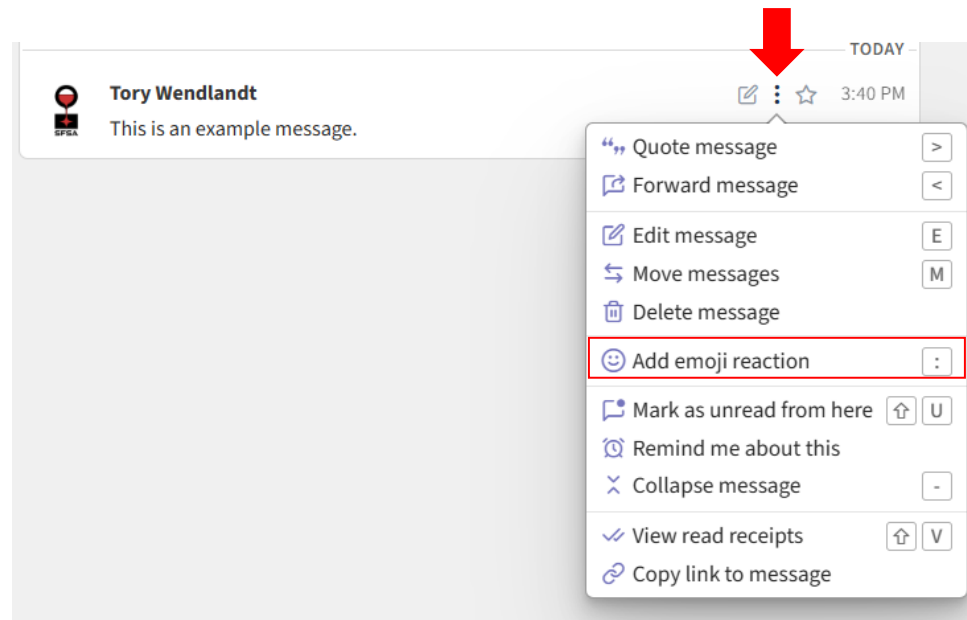 TODAY
Tory Wendlandt 3:40 PM
SFSA
This is an example message.
Quote message >
Forward message <
Edit message E
Move messages M
Delete message
Add emoji reaction :
Mark as unread from here ⇧ U
Remind me about this
Collapse message -
View read receipts ⇧ V
Copy link to message